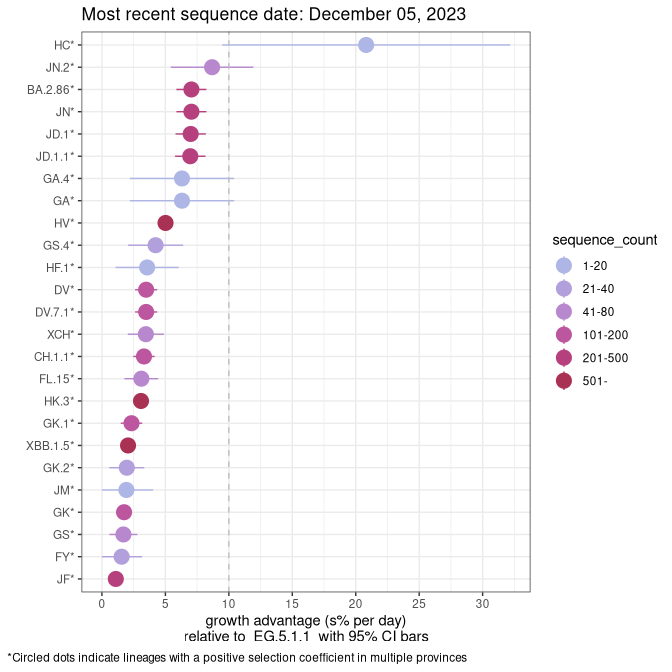 Most recent sequence date: December 05, 2023
HC*
JN.2*
BA.2.86*
JN*
JD.1*
JD.1.1*
GA.4*
GA*
HV*
GS.4*
HF.1*
DV*
DV.7.1*
XCH*
CH.1.1*
FL.15*
HK.3*
GK.1*
XBB.1.5*
GK.2*
JM*
GK*
GS*
FY*
JF*
0 5 10 15 20 25 30
growth advantage (s% per day)
relative to EG.5.1.1 with 95% CI bars
sequence_count
1-20
21-40
41-80
101-200
201-500
501-
*Circled dots indicate lineages with a positive selection coefficient in multiple provinces